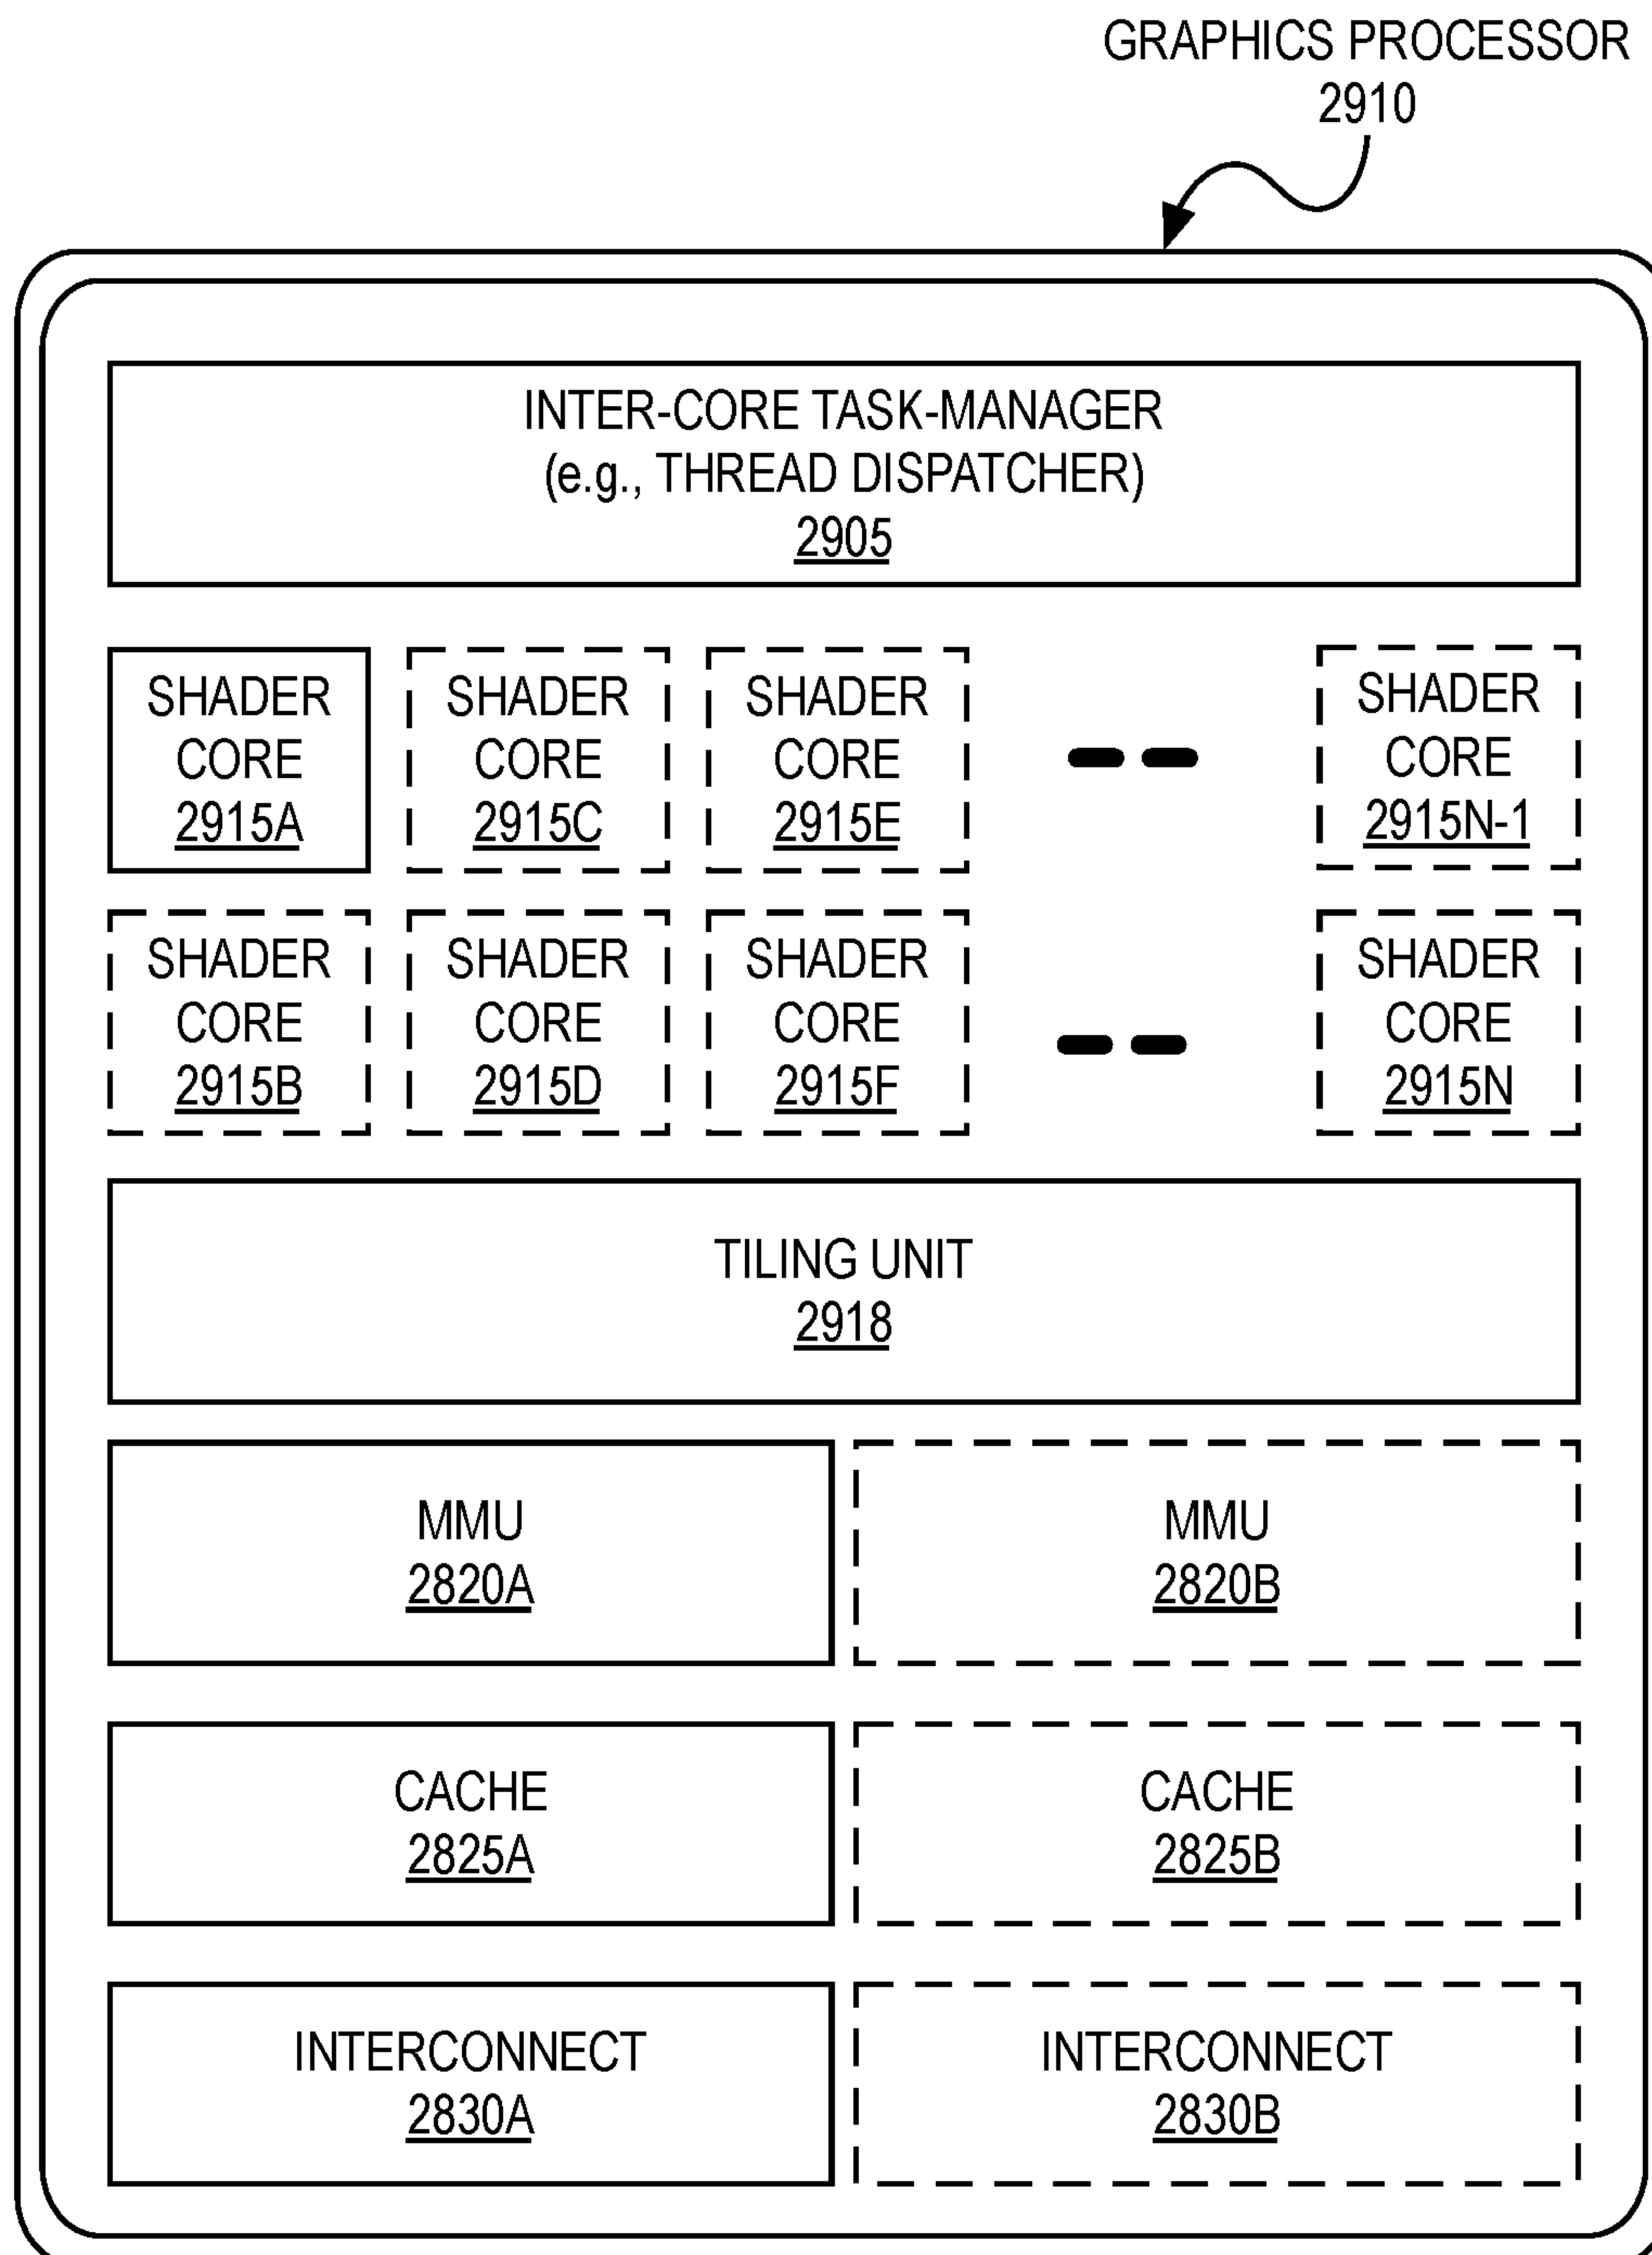 GRAPHICS PROCESSOR
2910
INTER-CORE TASK-MANAGER
(e.g., THREAD DISPATCHER)
2905
SHADER
CORE
2915A
SHADER
CORE
2915C
SHADER
CORE
2915E
SHADER
CORE
2915N-1
SHADER
CORE
2915B
SHADER
CORE
2915D
SHADER
CORE
2915F
SHADER
CORE
2915N
TILING UNIT
2918
MMU
2820A
MMU
2820B
CACHE
2825A
CACHE
2825B
INTERCONNECT
2830A
INTERCONNECT
2830B